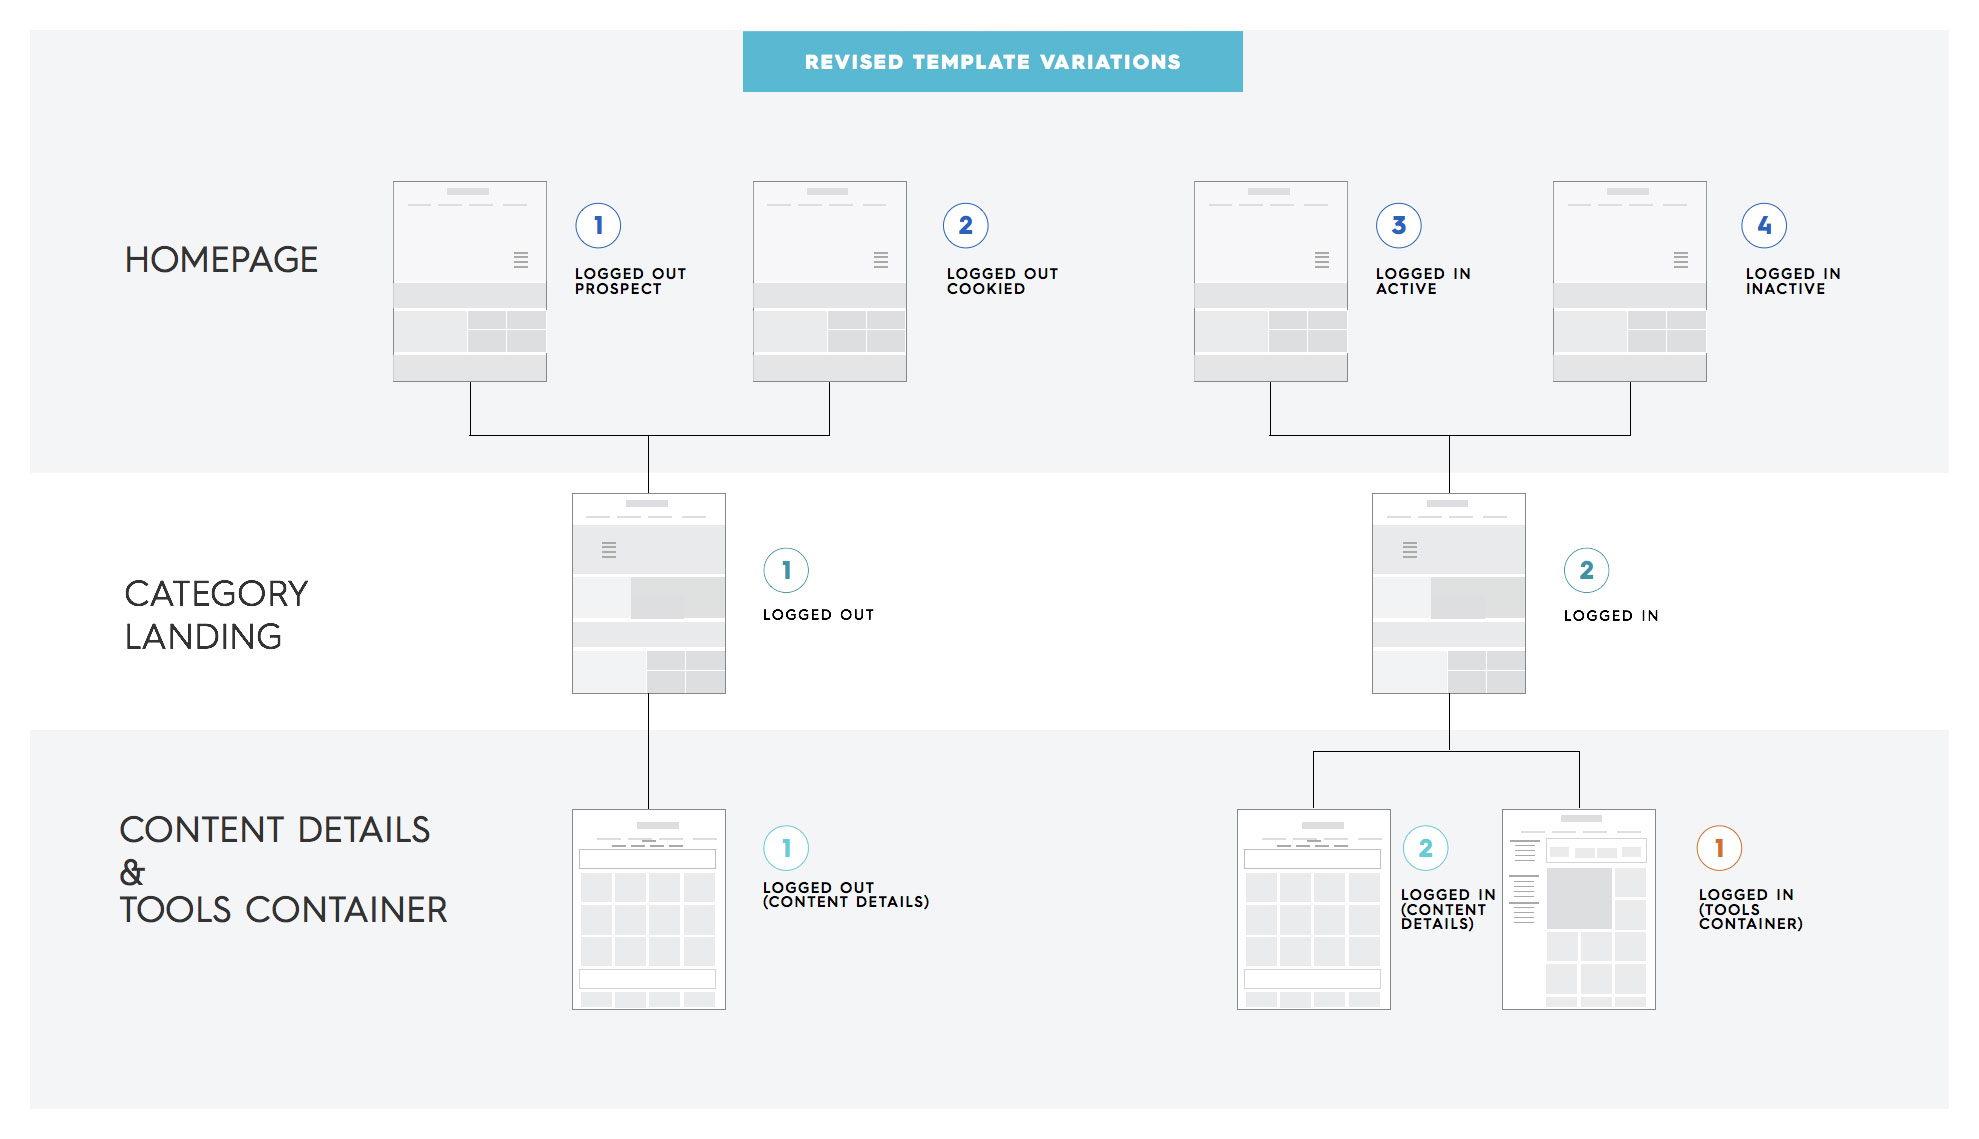 REVISED TEMPLATE VARIATIONS
HOMEPAGE
1
LOGGED OUT
PROSPECT
2
LOGGED OUT
COOKIED
3
LOGGED IN
ACTIVE
4
LOGGED IN
INACTIVE
CATEGORY
LANDING
1
LOGGED OUT
2
LOGGED IN
CONTENT DETAILS
&
TOOLS CONTAINER
1
LOGGED OUT
(CONTENT DETAILS)
2
LOGGED IN
(CONTENT
DETAILS)
1
LOGGED IN
(TOOLS
CONTAINER)